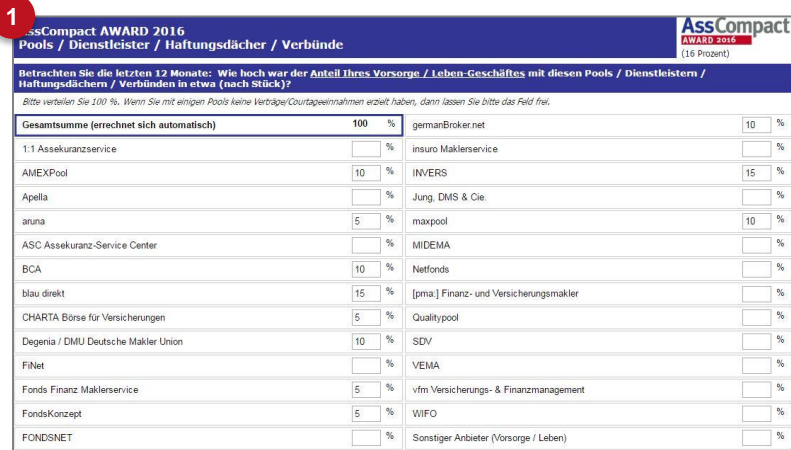 1
AssCompact AWARD 2016
Pools / Dienstleister / Haftungsdächer / Verbünde
AssCompact
AWARD 2016
(16 Prozent)
Betrachten Sie die letzten 12 Monate: Wie hoch war der Anteil Ihres Vorsorge / Leben-Geschäftes mit diesen Pools / Dienstleistern /
Haftungsdächern / Verbünden in etwa (nach Stück)?
Bitte verteilen Sie 100 %. Wenn Sie mit einigen Pools keine Verträge/Courtageeinnahmen erzielt haben, dann lassen Sie bitte das Feld frei.
Gesamtsumme (errechnet sich automatisch) 100 % germanBroker.net 10 %
1:1 Assekuranzservice % insuro Maklerservice %
AMEXPool 10 % INVERS 15 %
Apella % Jung, DMS & Cie. %
aruna 5 % maxpool 10 %
ASC Assekuranz-Service Center % MIDEMA %
BCA 10 % Netfonds %
blau direkt 15 % [pma:] Finanz- und Versicherungsmakler %
CHARTA Börse für Versicherungen 5 % Qualitypool %
Degenia / DMU Deutsche Makler Union 10 % SDV %
FiNet % VEMA %
Fonds Finanz Maklerservice 5 % vfm Versicherungs- & Finanzmanagement %
FondsKonzept 5 % WIFO %
FONDSNET % Sonstiger Anbieter (Vorsorge / Leben) %